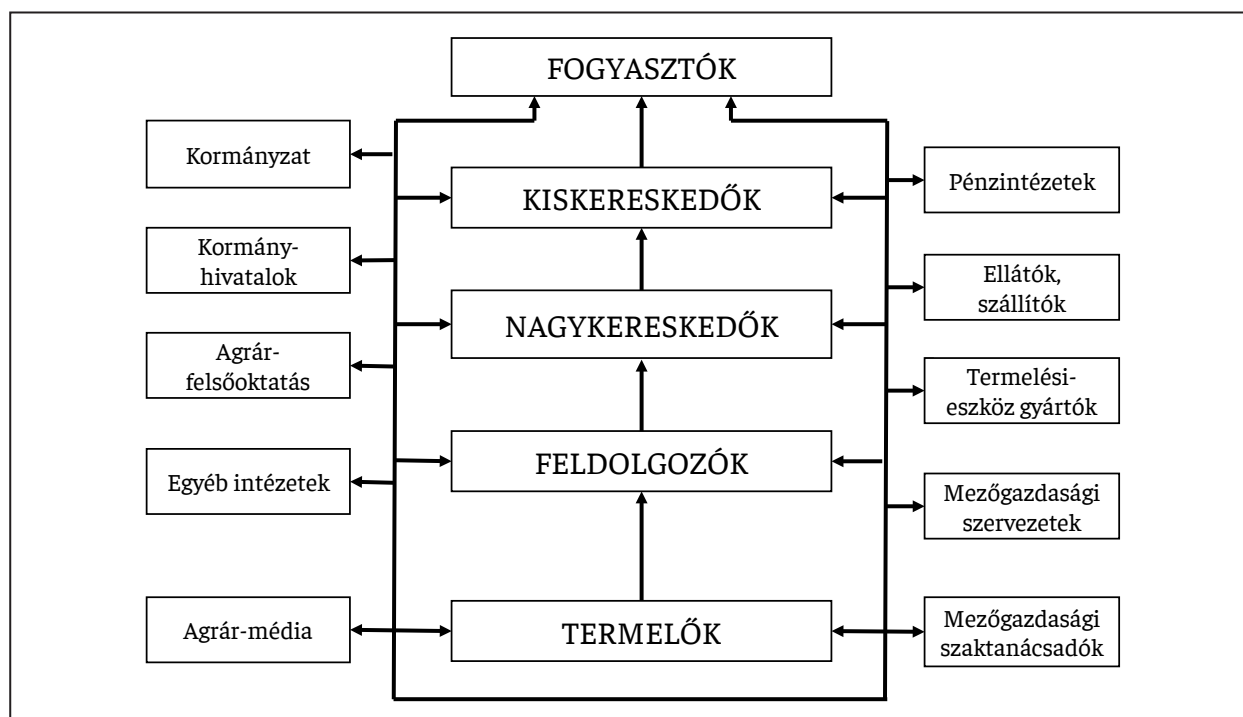 FOGYASZTÓK
Kormányzat
KISKERESKEDŐK
Pénzintézetek
Kormány-
hivatalok
Ellátók,
szállítók
NAGYKERESKEDŐK
Agrár-
felsőoktatás
Termelési-
eszköz gyártók
FELDOLGOZÓK
Egyéb intézetek
Mezőgazdasági
szervezetek
Agrár-média
TERMELŐK
Mezőgazdasági
szaktanácsadók